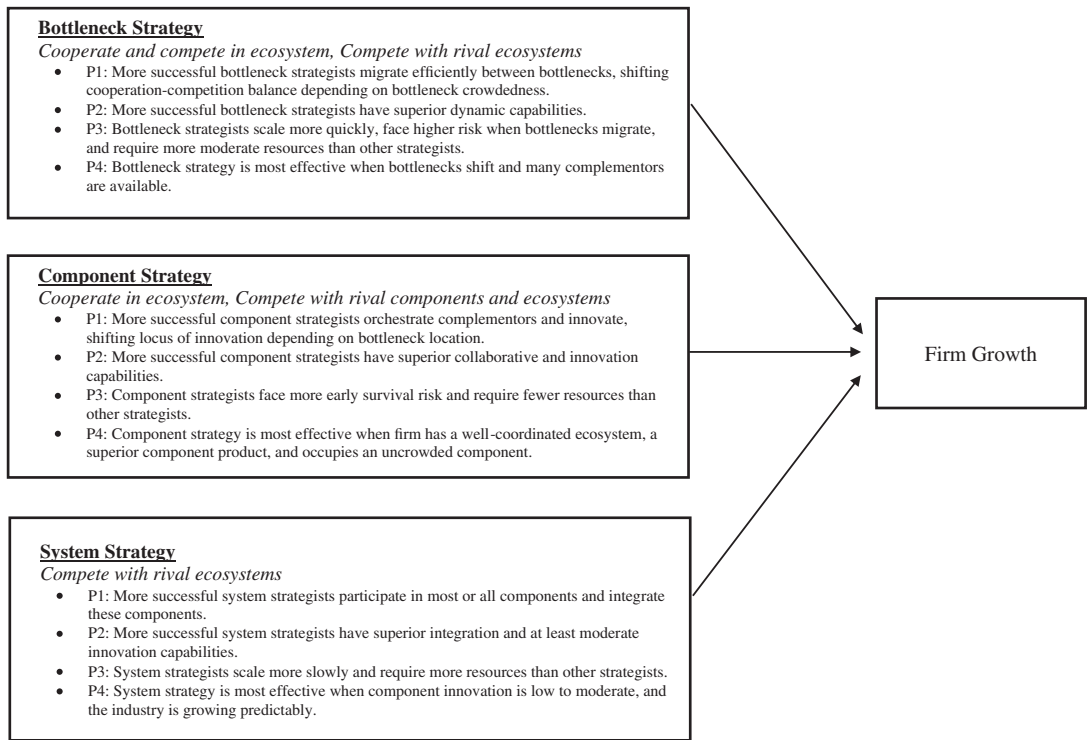 Bottleneck Strategy
Cooperate and compete in ecosystem, Compete with rival ecosystems
• P1: More successful bottleneck strategists migrate efficiently between bottlenecks, shifting
cooperation-competition balance depending on bottleneck crowdedness.
• P2: More successful bottleneck strategists have superior dynamic capabilities.
• P3: Bottleneck strategists scale more quickly, face higher risk when bottlenecks migrate,
and require more moderate resources than other strategists.
• P4: Bottleneck strategy is most effective when bottlenecks shift and many complementors
are available.
Component Strategy
Cooperate in ecosystem, Compete with rival components and ecosystems
• P1: More successful component strategists orchestrate complementors and innovate,
shifting locus of innovation depending on bottleneck location.
• P2: More successful component strategists have superior collaborative and innovation
capabilities.
• P3: Component strategists face more early survival risk and require fewer resources than
other strategists.
• P4: Component strategy is most effective when firm has a well-coordinated ecosystem, a
superior component product, and occupies an uncrowded component.
System Strategy
Compete with rival ecosystems
• P1: More successful system strategists participate in most or all components and integrate
these components.
• P2: More successful system strategists have superior integration and at least moderate
innovation capabilities.
• P3: System strategists scale more slowly and require more resources than other strategists.
• P4: System strategy is most effective when component innovation is low to moderate, and
the industry is growing predictably.
Firm Growth